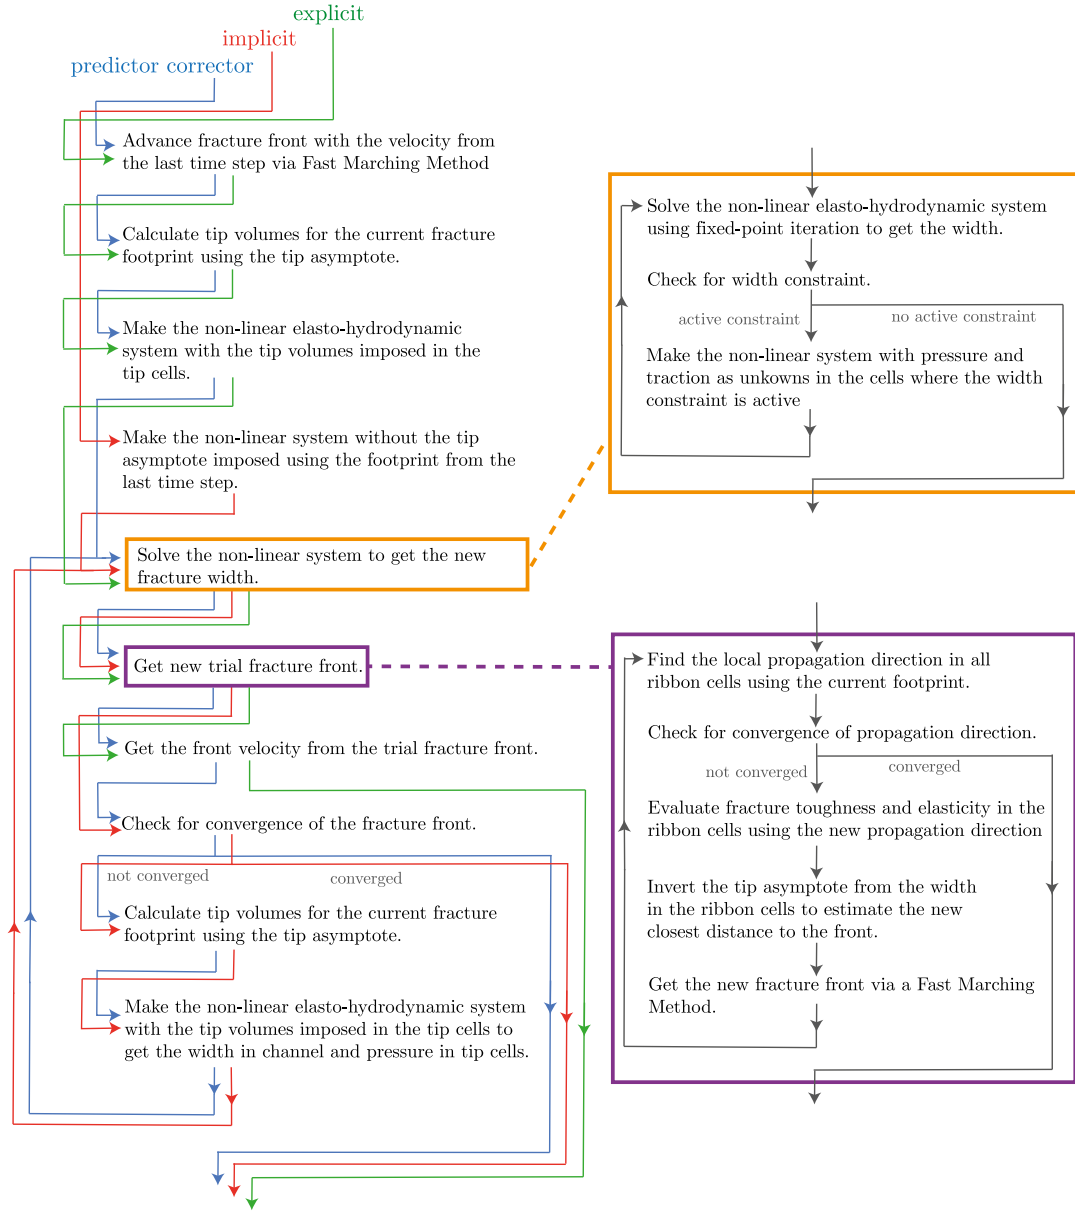 explicit
implicit
predictor corrector
Advance fracture front with the velocity from
the last time step via Fast Marching Method
Calculate tip volumes for the current fracture
footprint using the tip asymptote.
Make the non-linear elasto-hydrodynamic
system with the tip volumes imposed in the
tip cells.
Make the non-linear system without the tip
asymptote imposed using the footprint from the
last time step.
Solve the non-linear system to get the new
fracture width.
Get new trial fracture front.
Get the front velocity from the trial fracture front.
Check for convergence of the fracture front.
not converged
converged
Calculate tip volumes for the current fracture
footprint using the tip asymptote.
Make the non-linear elasto-hydrodynamic system
with the tip volumes imposed in the tip cells to
get the width in channel and pressure in tip cells.
Solve the non-linear elasto-hydrodynamic system
using fixed-point iteration to get the width.
Check for width constraint.
active constraint
no active constraint
Make the non-linear system with pressure and
traction as unkowns in the cells where the width
constraint is active
Find the local propagation direction in all
ribbon cells using the current footprint.
Check for convergence of propagation direction.
not converged
converged
Evaluate fracture toughness and elasticity in the
ribbon cells using the new propagation direction
Invert the tip asymptote from the width
in the ribbon cells to estimate the new
closest distance to the front.
Get the new fracture front via a Fast Marching
Method.